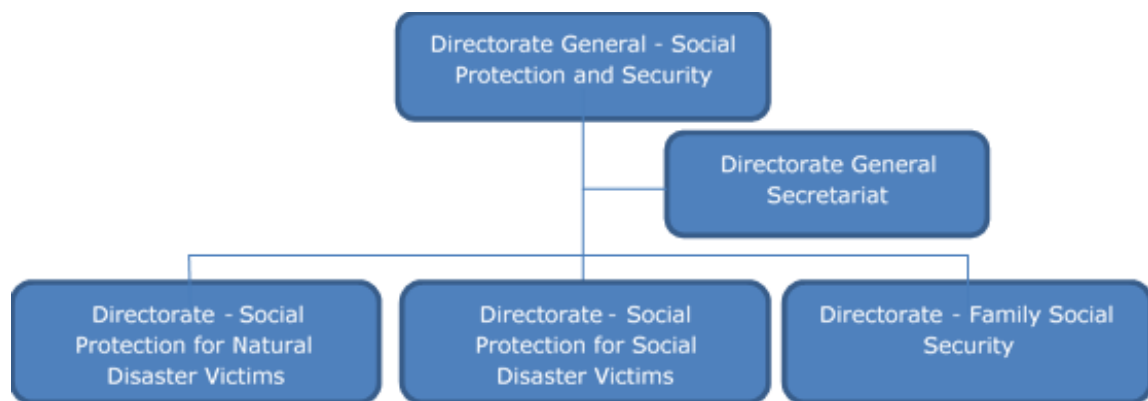 Directorate General - Social
Protection and Security
Directorate General
Secretariat
Directorate - Social
Protection for Natural
Disaster Victims
Directorate - Social
Protection for Social
Disaster Victims
Directorate - Family Social
Security